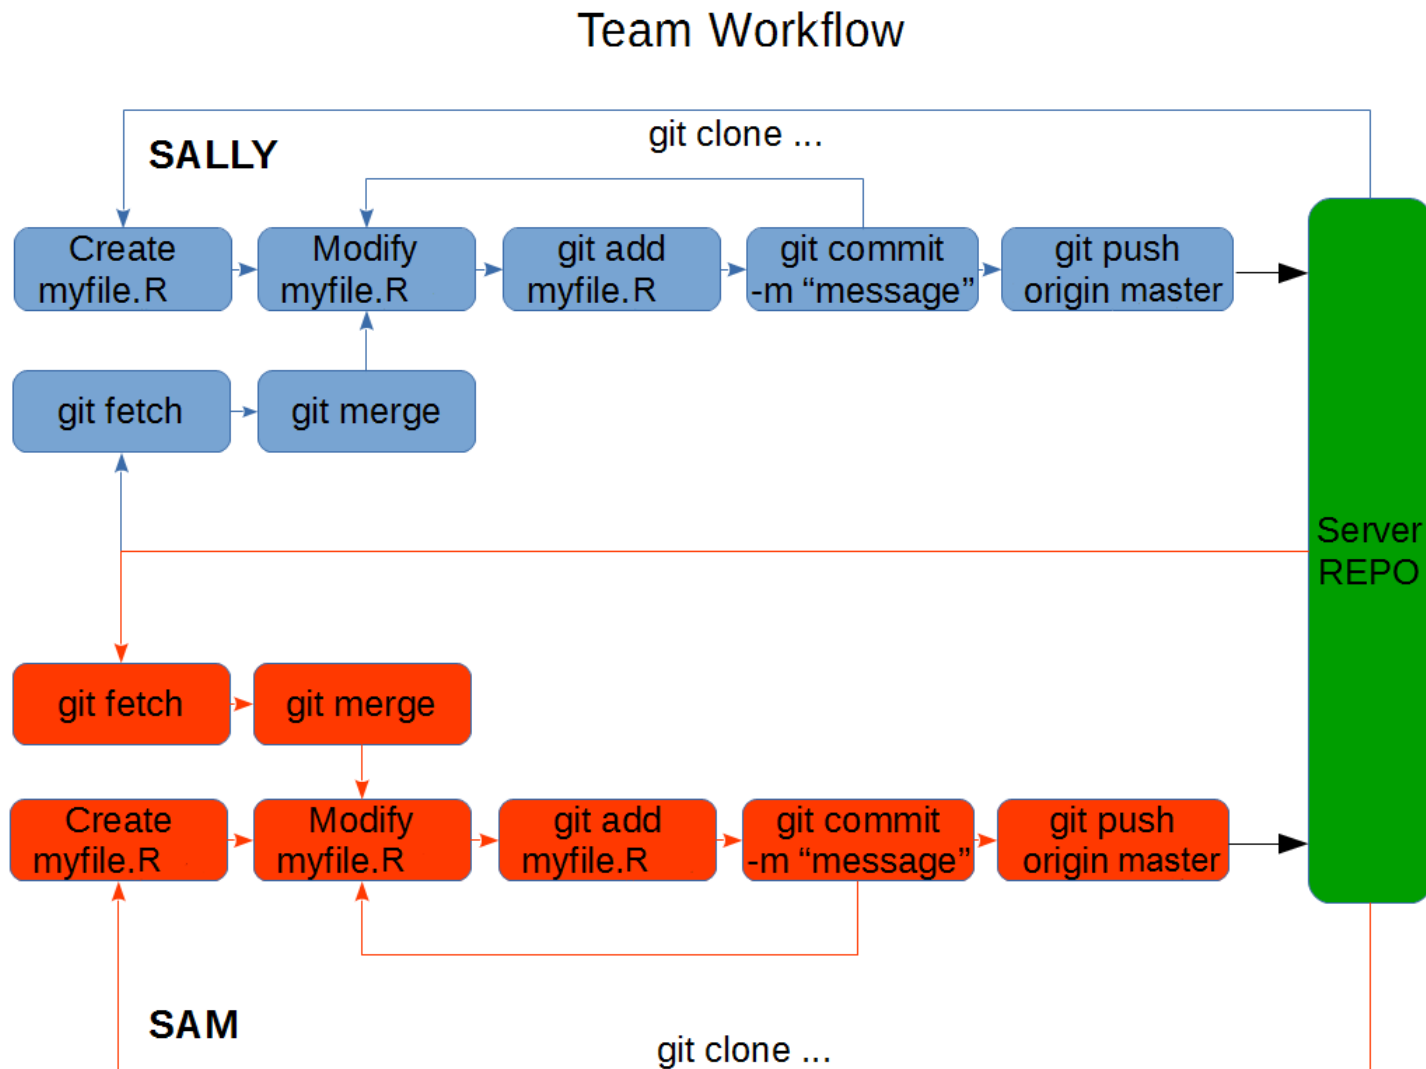 Team Workflow
git clone ...
SALLY
Create
myfile.R
Modify
myfile.R
git add
myfile.R
git commit
-m “message”
git push
origin master
git fetch
git merge
Server
REPO
git fetch
git merge
Create
myfile.R
Modify
myfile.R
git add
myfile.R
git commit
-m “message”
git push
origin master
SAM
git clone ...